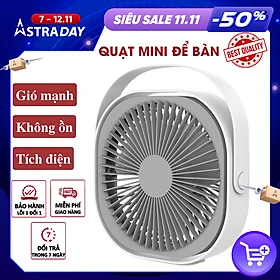 7 - 12.11
ASTRADAY
SIÊU SALE 11.11
-50%
QUẠT MINI ĐỂ BÀN
BEST QUALITY
Gió mạnh
Không ồn
Tích điện
BẢO HÀNH
LỖI 1 ĐỔI 1
MIỄN PHÍ
GIAO HÀNG
7
ĐỔI TRẢ
TRONG 7 NGÀY